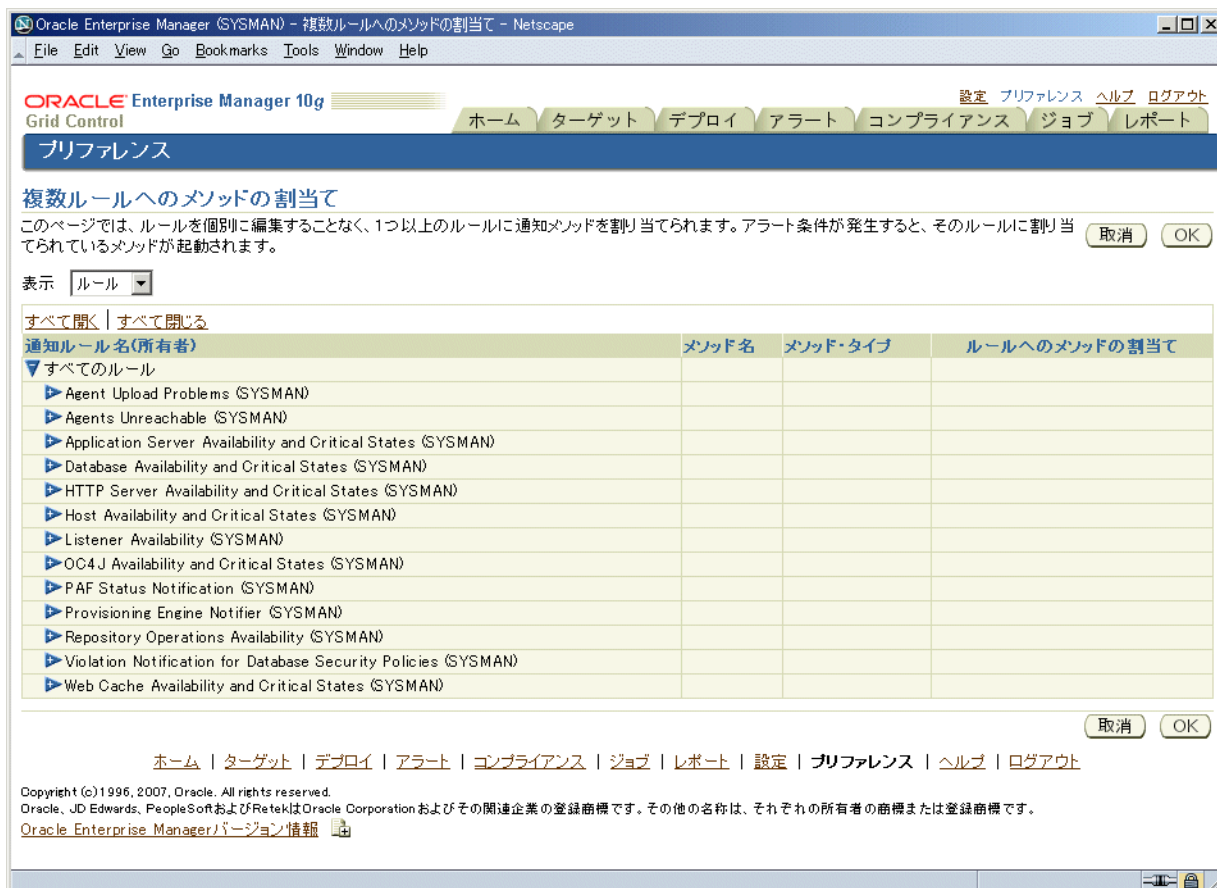 Oracle Enterprise Manager (SYSMAN) - 複数ルールへのメソッドの割当て - Netscape
File Edit View Go Bookmarks Tools Window Help
設定 プリファレンス ヘルプ ログアウト
ORACLE Enterprise Manager 10g
Grid Control
ホーム ターゲット デプロイ アラート コンプライアンス ジョブ レポート
プリファレンス
複数ルールへのメソッドの割当て
このページでは、ルールを個別に編集することなく、1つ以上のルールに通知メソッドを割り当てられます。アラート条件が発生すると、そのルールに割り当
てられているメソッドが起動されます。
取消 OK
表示 ルール
すべて開く | すべて閉じる
通知ルール名(所有者) メソッド名 メソッド・タイプ ルールへのメソッドの割当て
すべてのルール
Agent Upload Problems (SYSMAN)
Agents Unreachable (SYSMAN)
Application Server Availability and Critical States (SYSMAN)
Database Availability and Critical States (SYSMAN)
HTTP Server Availability and Critical States (SYSMAN)
Host Availability and Critical States (SYSMAN)
Listener Availability (SYSMAN)
OC4J Availability and Critical States (SYSMAN)
PAF Status Notification (SYSMAN)
Provisioning Engine Notifier (SYSMAN)
Repository Operations Availability (SYSMAN)
Violation Notification for Database Security Policies (SYSMAN)
Web Cache Availability and Critical States (SYSMAN)
取消 OK
ホーム | ターゲット | デプロイ | アラート | コンプライアンス | ジョブ | レポート | 設定 | プリファレンス | ヘルプ | ログアウト
Copyright (c)1996, 2007, Oracle. All rights reserved.
Oracle、JD Edwards、PeopleSoftおよびRetekはOracle Corporationおよびその関連企業の登録商標です。その他の名称は、それぞれの所有者の商標または登録商標です。
Oracle Enterprise Managerバージョン情報